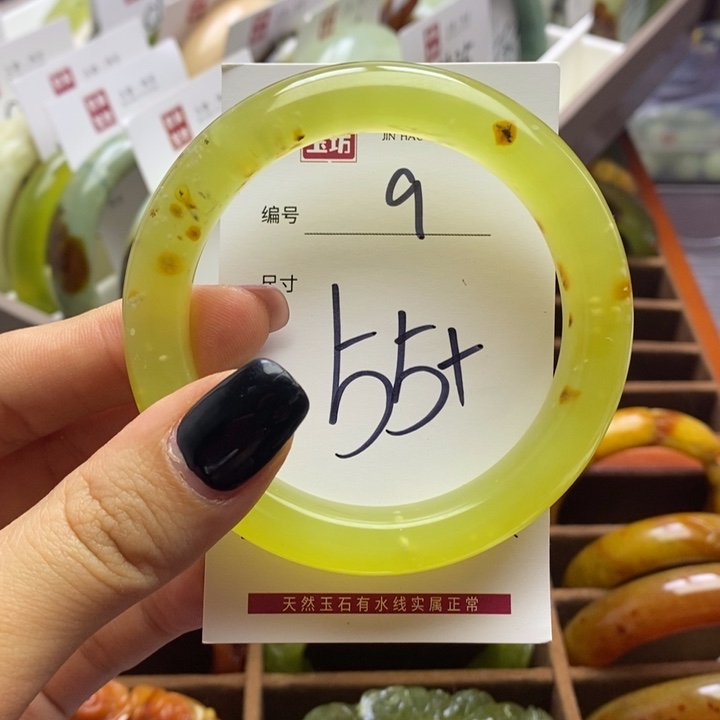 玉坊
编号 9
尺寸 55+
天然玉石有水线实属正常